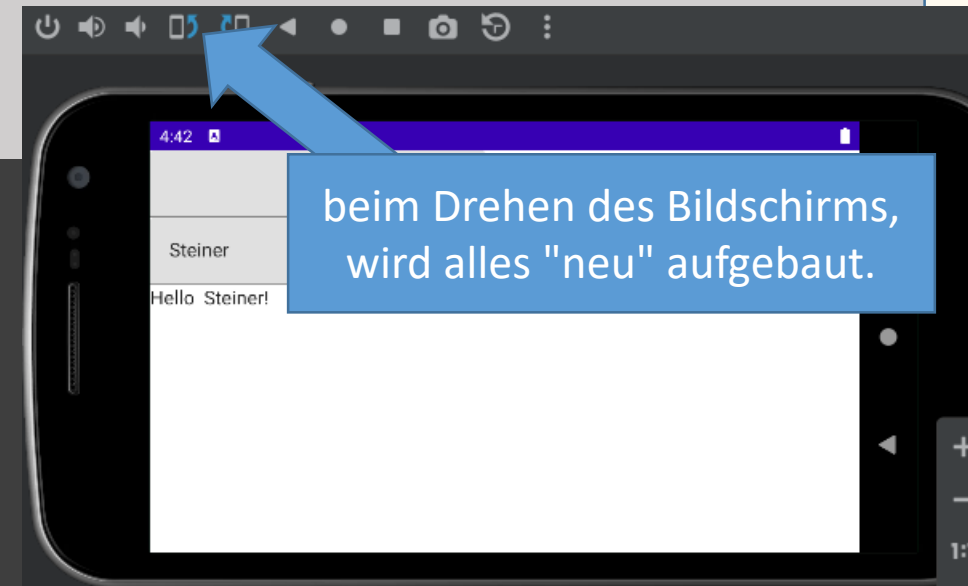 4:42
beim Drehen des Bildschirms,
wird alles "neu" aufgebaut.
Steiner
Hello Steiner!